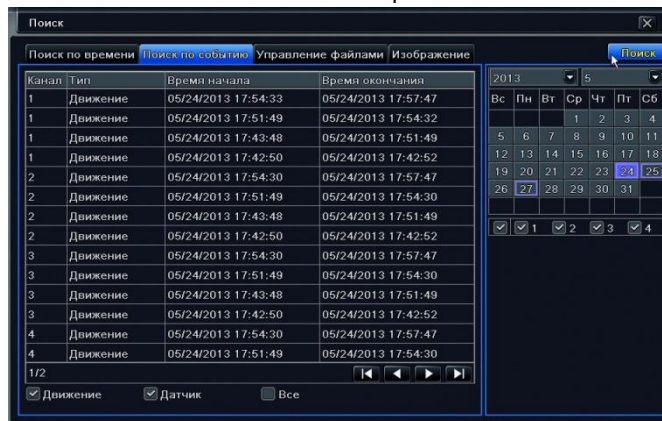 Поиск
Поиск по времени Поиск по событию Управление файлами Изображение Поиск
Канал Тип Время начала Время окончания
1 Движение 05/24/2013 17:54:33 05/24/2013 17:57:47
1 Движение 05/24/2013 17:51:49 05/24/2013 17:54:32
1 Движение 05/24/2013 17:43:48 05/24/2013 17:51:49
1 Движение 05/24/2013 17:42:50 05/24/2013 17:42:52
2 Движение 05/24/2013 17:54:30 05/24/2013 17:57:47
2 Движение 05/24/2013 17:51:49 05/24/2013 17:54:30
2 Движение 05/24/2013 17:43:48 05/24/2013 17:51:49
2 Движение 05/24/2013 17:42:50 05/24/2013 17:42:52
3 Движение 05/24/2013 17:54:30 05/24/2013 17:57:47
3 Движение 05/24/2013 17:51:49 05/24/2013 17:54:30
3 Движение 05/24/2013 17:43:48 05/24/2013 17:51:49
3 Движение 05/24/2013 17:42:50 05/24/2013 17:42:52
4 Движение 05/24/2013 17:54:30 05/24/2013 17:57:47
4 Движение 05/24/2013 17:51:49 05/24/2013 17:54:30
1/2
Движение Датчик Все
2013 5
Вс Пн Вт Ср Чт Пт Сб
1 2 3 4
5 6 7 8 9 10 11
12 13 14 15 16 17 18
19 20 21 22 23 24 25
26 27 28 29 30 31
1 2 3 4